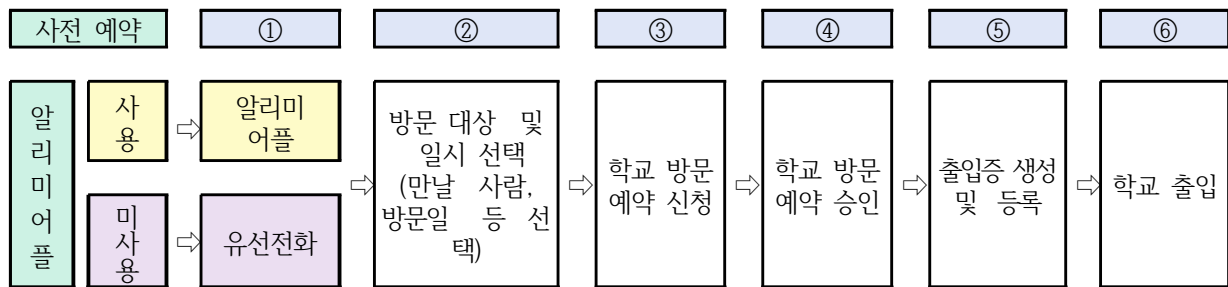 사전 예약
①
②
③
④
⑤
⑥
알
리
미
어
플
사
용
⇨
알리미
어플
미
사
용
⇨
유선전화
⇨
방문 대상 및
일시 선택
(만날 사람,
방문일 등 선
택)
⇨
학교 방문
예약 신청
⇨
학교 방문
예약 승인
⇨
출입증 생성
및 등록
⇨
학교 출입